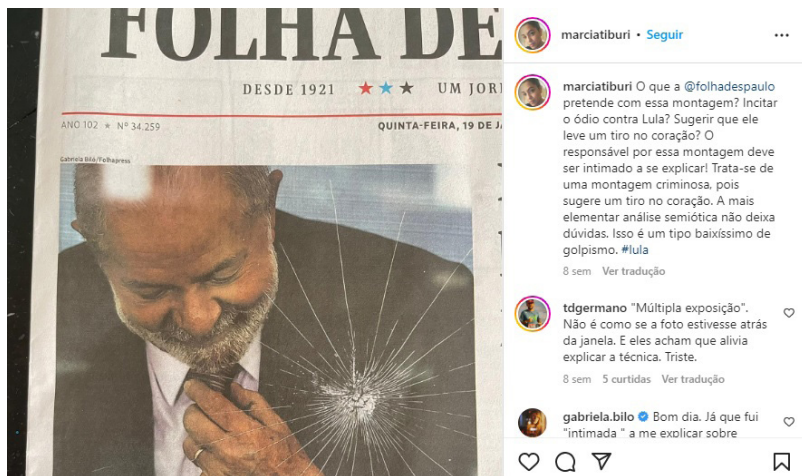 FOLHA DE
DESDE 1921 ★ ★ ★ UM JOR
ANO 102 ★ Nº 34.259
QUINTA-FEIRA, 19 DE JA
Gabriela Biló/Folhapress
marciatiburi • Seguir
marciatiburi O que a @folhadespaulo
pretende com essa montagem? Incitar
o ódio contra Lula? Sugerir que ele
leve um tiro no coração? O
responsável por essa montagem deve
ser intimado a se explicar! Trata-se de
uma montagem criminosa, pois
sugere um tiro no coração. A mais
elementar análise semiótica não deixa
dúvidas. Isso é um tipo baixíssimo de
golpismo. #lula
8 sem Ver tradução
tdgermano "Múltipla exposição".
Não é como se a foto estivesse atrás
da janela. E eles acham que alivia
explicar a técnica. Triste.
8 sem 5 curtidas Ver tradução
gabriela.bilo Bom dia. Já que fui
"intimada " a me explicar sobre